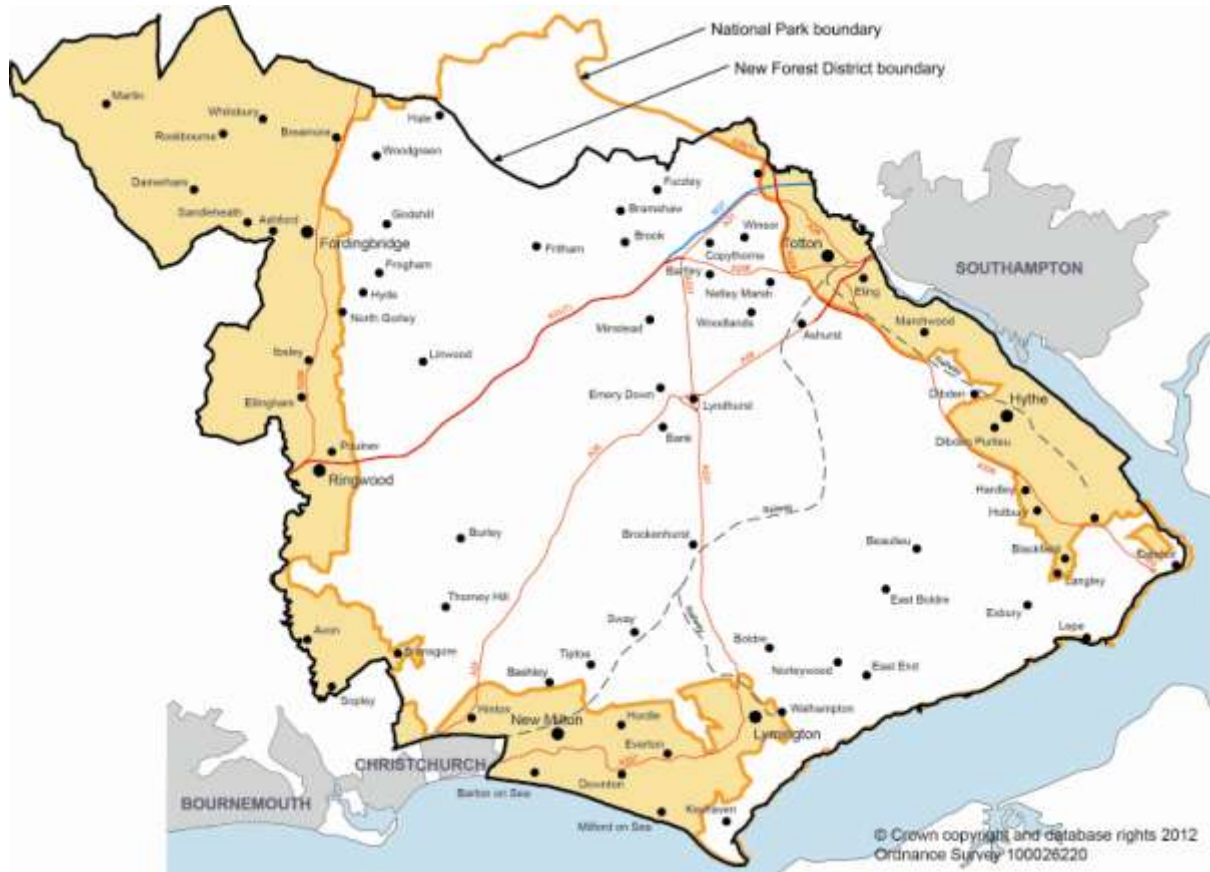 National Park boundary
New Forest District boundary
Martin
Whitsbury
Rockbourne
Breamore
Hale
Woodgreen
Damerham
Sandleheath
Ashford
Fordingbridge
Godshill
Furzley
Bramshaw
Brook
Fritham
Winsor
Copythorne
Totton
Bartley
Netley Marsh
Eling
SOUTHAMPTON
Frogham
Hyde
North Gorley
Minstead
Woodlands
Ashurst
Marchwood
Ibsley
Linwood
Ellingham
Emery Down
Lyndhurst
Bank
Railway
Dibden
Hythe
Dibden Purlieu
Poulner
Ringwood
Hardley
Holbury
Railway
Burley
Brockenhurst
Beaulieu
Blackfield
Langley
Thorney Hill
East Boldre
Exbury
Lepe
Avon
Bransgore
Sway
Railway
Boldre
Tiptoe
Bashley
Norleywood
East End
Sopley
Hinton
New Milton
Hordle
Walhampton
Lymington
Everton
CHRISTCHURCH
Downton
Barton on Sea
BOURNEMOUTH
Milford on Sea
Keyhaven
© Crown copyright and database rights 2012
Ordnance Survey 100026220